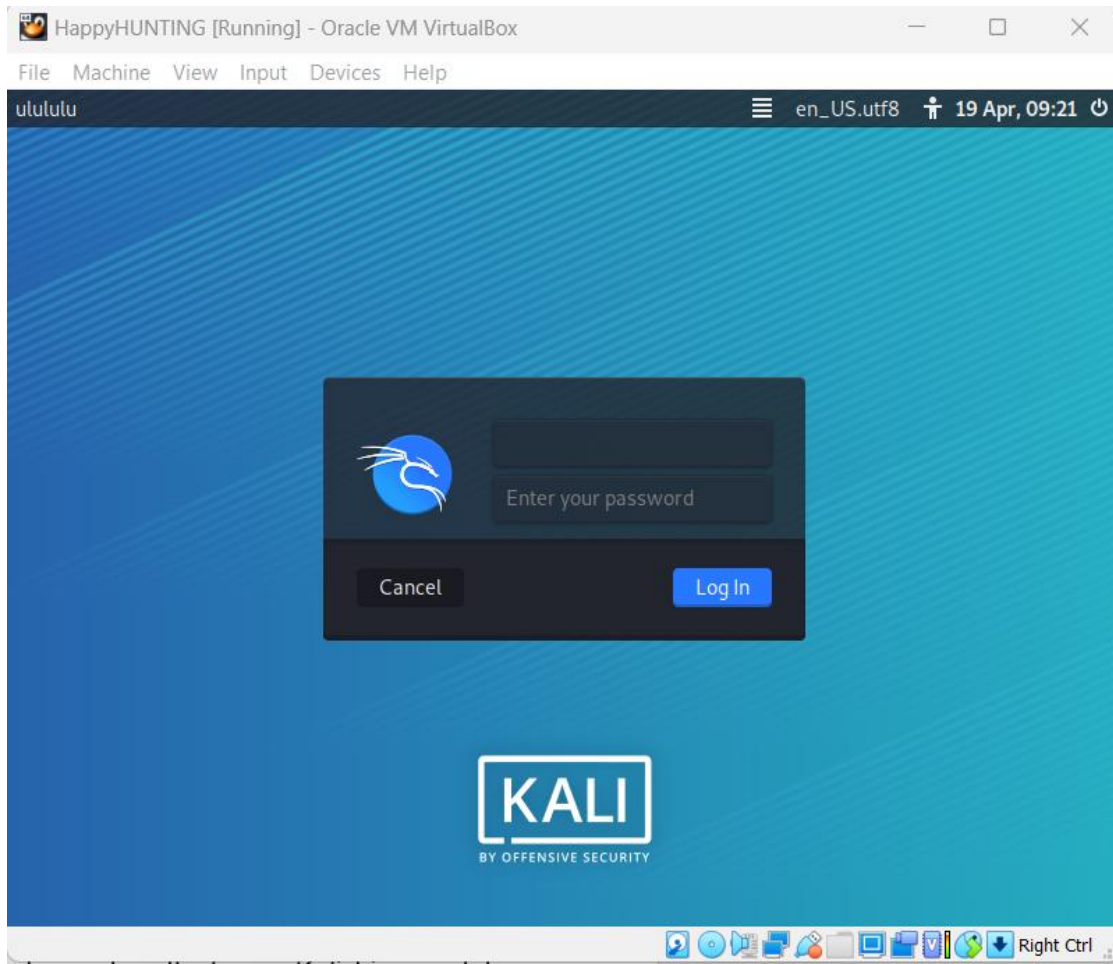 HappyHUNTING [Running] - Oracle VM VirtualBox
File Machine View Input Devices Help
ulululu en_US.utf8 19 Apr, 09:21
Enter your password
Cancel Log In
KALI
BY OFFENSIVE SECURITY
Right Ctrl